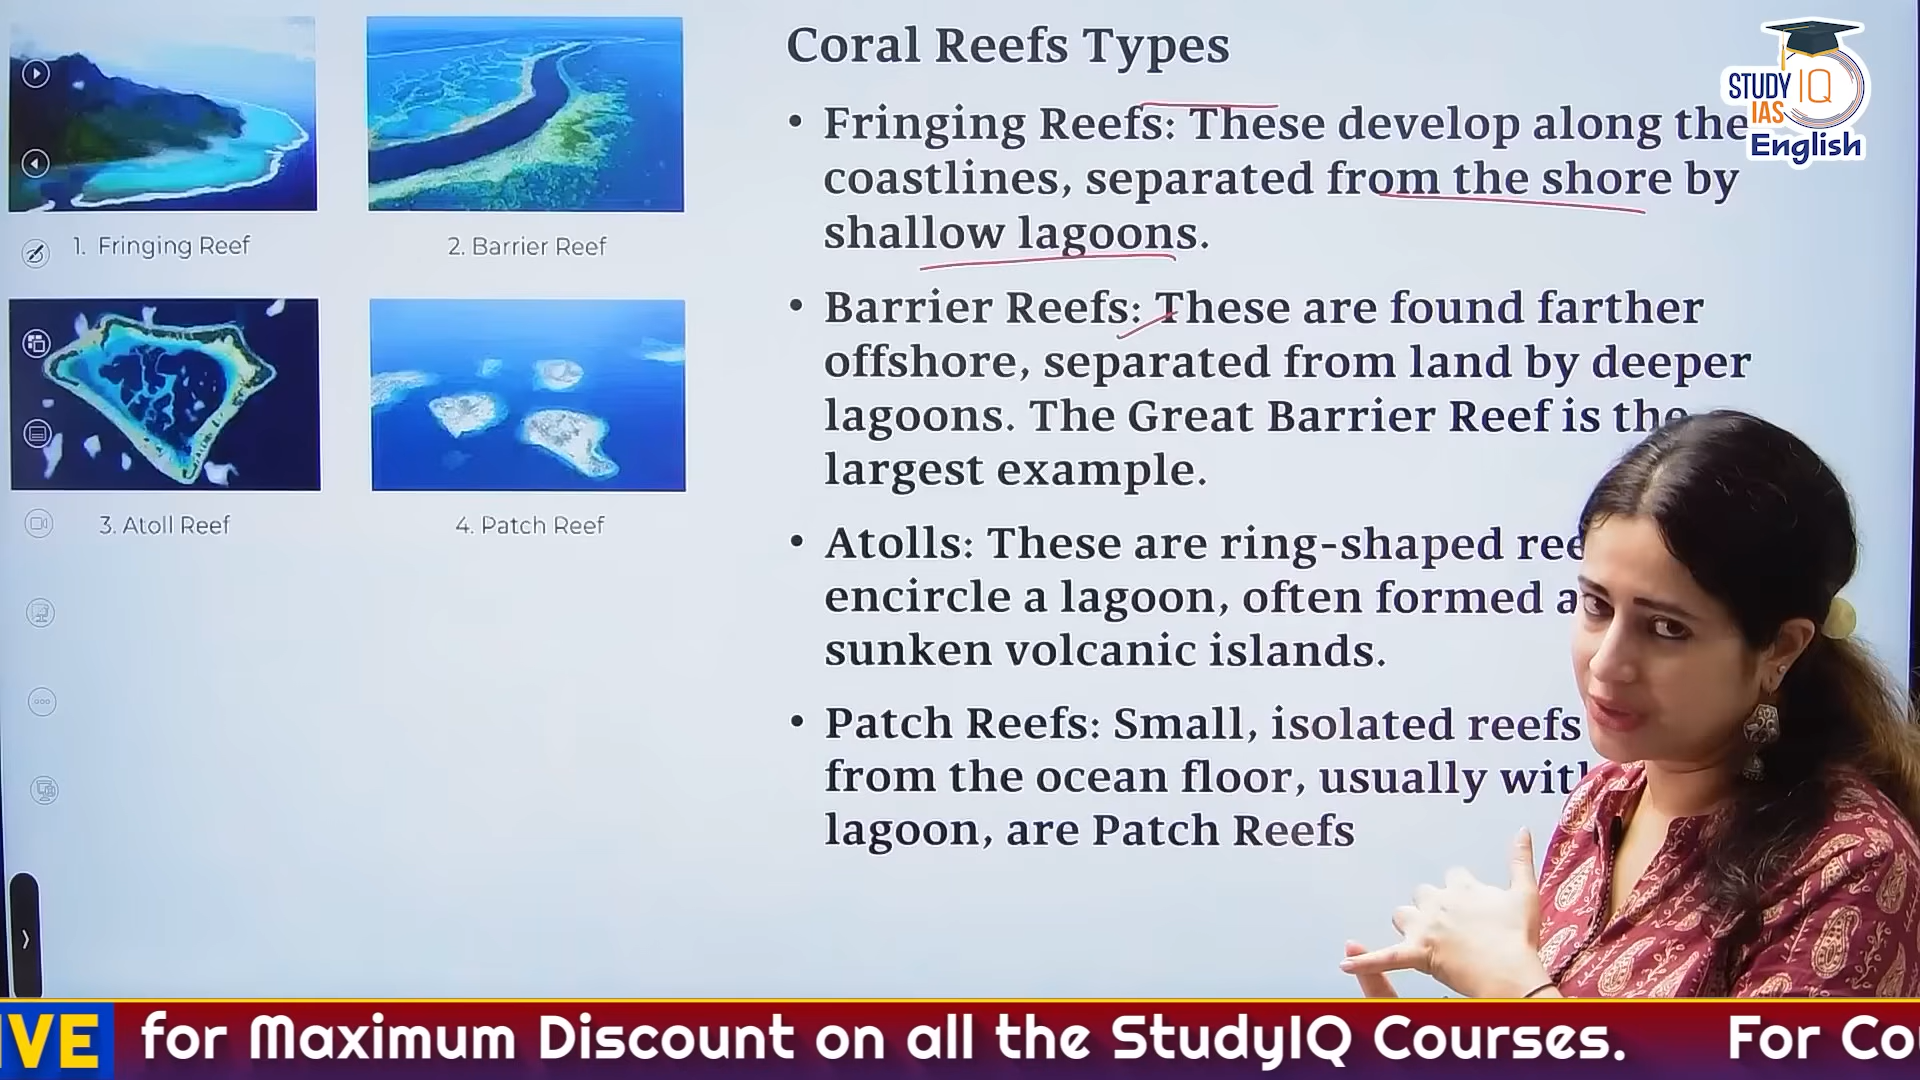 Coral Reefs Types
• Fringing Reefs: These develop along the
coastlines, separated from the shore by
shallow lagoons.
• Barrier Reefs: These are found farther
offshore, separated from land by deeper
lagoons. The Great Barrier Reef is the
largest example.
• Atolls: These are ring-shaped
encircle a lagoon, often formed
sunken volcanic islands.
• Patch Reefs: Small, isolated reefs
from the ocean floor, usually
lagoon, are Patch Reefs
1. Fringing Reef
2. Barrier Reef
3. Atoll Reef
4. Patch Reef
STUDY IQ
IAS
English
for Maximum Discount on all the StudyIQ Courses.
For